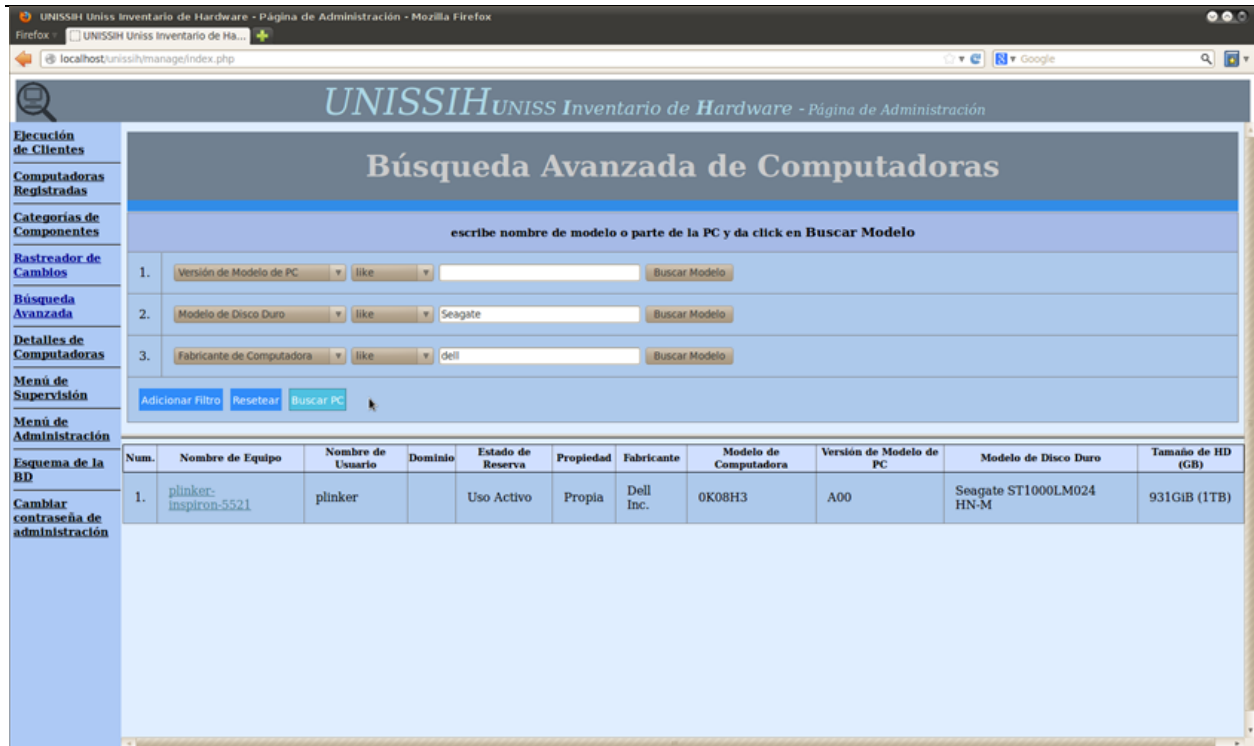 UNISSIH Uniss Inventario de Hardware - Página de Administración - Mozilla Firefox
Firefox
UNISSIH Uniss Inventario de Ha...
localhost/unissih/manage/index.php
Google
UNISSIH UNISS Inventario de Hardware - Página de Administración
Ejecución
de Clientes
Computadoras
Registradas
Categorías de
Componentes
Rastreador de
Cambios
Búsqueda
Avanzada
Detalles de
Computadoras
Menú de
Supervisión
Menú de
Administración
Esquema de la
BD
Cambiar
contraseña de
administración
Búsqueda Avanzada de Computadoras
escribe nombre de modelo o parte de la PC y da click en Buscar Modelo
1. Versión de Modelo de PC like Buscar Modelo
2. Modelo de Disco Duro like Seagate Buscar Modelo
3. Fabricante de Computadora like dell Buscar Modelo
Adicionar Filtro Resetear Buscar PC
Num. Nombre de Equipo Nombre de Usuario Dominio Estado de Reserva Propiedad Fabricante Modelo de Computadora Versión de Modelo de PC Modelo de Disco Duro Tamaño de HD (GB)
1. plinker-inspiron-5521 plinker Uso Activo Propia Dell Inc. 0K08H3 A00 Seagate ST1000LM024 HN-M 931GiB (1TB)